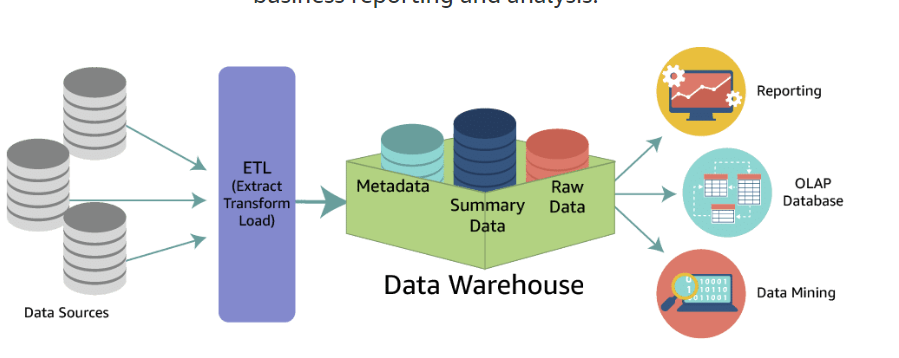 business reporting and analysis.
ETL
(Extract
Transform
Load)
Data Sources
Metadata
Summary
Data
Raw
Data
Data Warehouse
Reporting
OLAP
Database
Data Mining